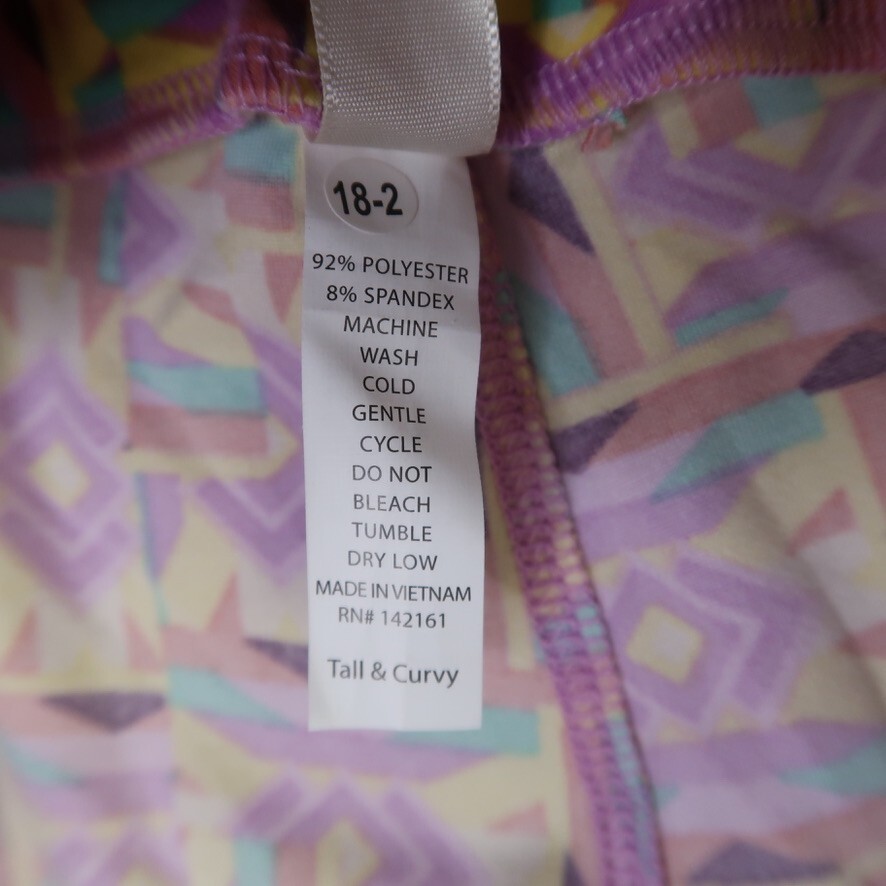 18-2
92% POLYESTER
8% SPANDEX
MACHINE
WASH
COLD
GENTLE
CYCLE
DO NOT
BLEACH
TUMBLE
DRY LOW
MADE IN VIETNAM
RN# 142161
Tall & Curvy